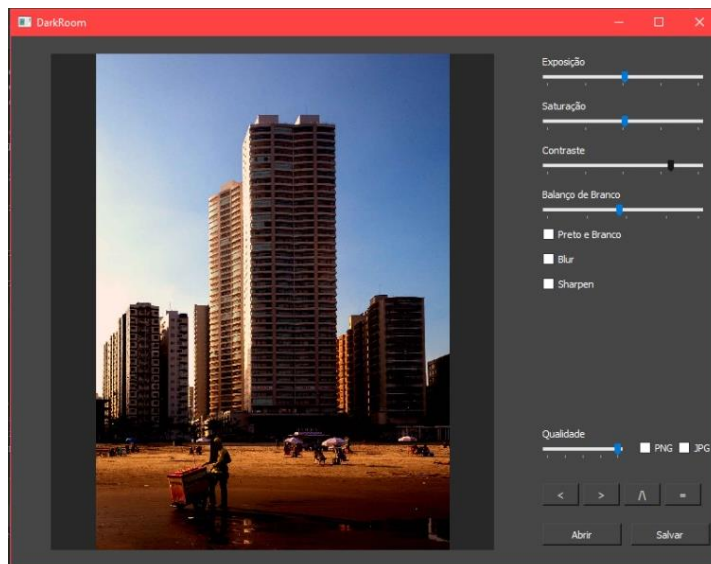 DarkRoom
Exposição
Saturação
Contraste
Balanço de Branco
Preto e Branco
Blur
Sharpen
Qualidade
PNG JPG
< > /\ =
Abrir Salvar